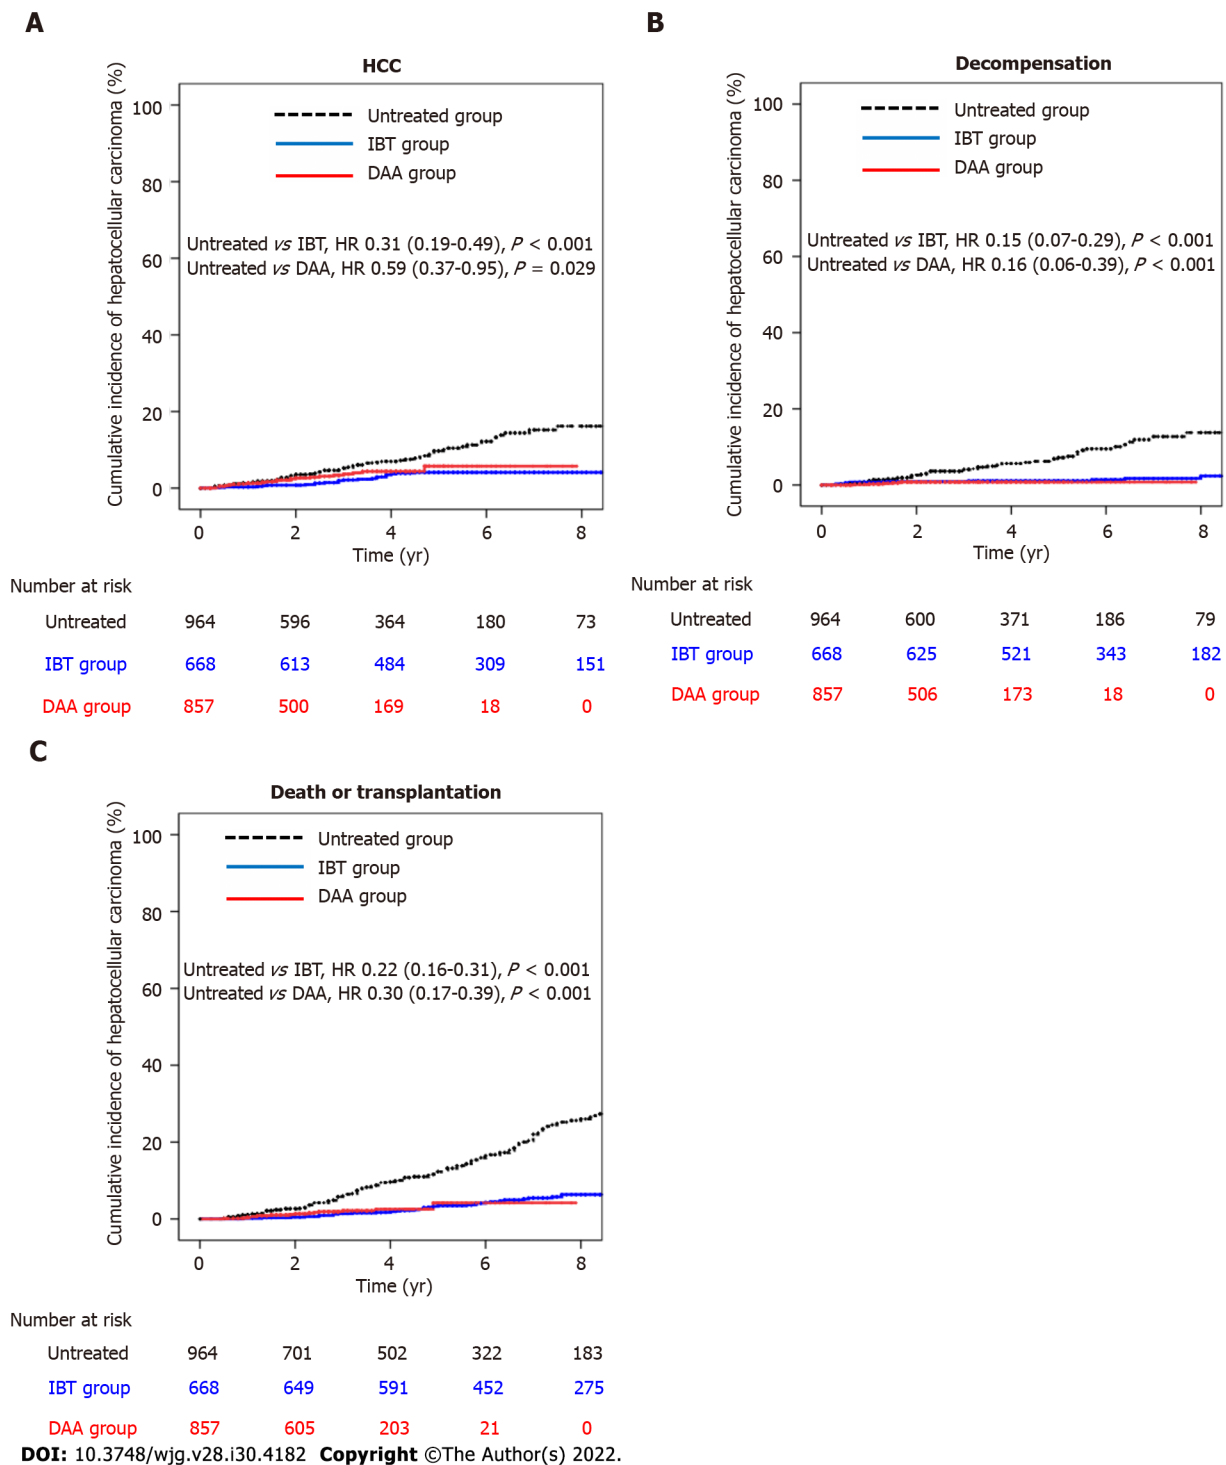 A
HCC
Cumulative incidence of hepatocellular carcinoma (%)
100
80
60
40
20
0
Untreated group
IBT group
DAA group
Untreated vs IBT, HR 0.31 (0.19-0.49), P < 0.001
Untreated vs DAA, HR 0.59 (0.37-0.95), P = 0.029
0 2 4 6 8
Time (yr)
Number at risk
Untreated 964 596 364 180 73
IBT group 668 613 484 309 151
DAA group 857 500 169 18 0
B
Decompensation
Cumulative incidence of hepatocellular carcinoma (%)
100
80
60
40
20
0
Untreated group
IBT group
DAA group
Untreated vs IBT, HR 0.15 (0.07-0.29), P < 0.001
Untreated vs DAA, HR 0.16 (0.06-0.39), P < 0.001
0 2 4 6 8
Time (yr)
Number at risk
Untreated 964 600 371 186 79
IBT group 668 625 521 343 182
DAA group 857 506 173 18 0
C
Death or transplantation
Cumulative incidence of hepatocellular carcinoma (%)
100
80
60
40
20
0
Untreated group
IBT group
DAA group
Untreated vs IBT, HR 0.22 (0.16-0.31), P < 0.001
Untreated vs DAA, HR 0.30 (0.17-0.39), P < 0.001
0 2 4 6 8
Time (yr)
Number at risk
Untreated 964 701 502 322 183
IBT group 668 649 591 452 275
DAA group 857 605 203 21 0
DOI: 10.3748/wjg.v28.i30.4182 Copyright ©The Author(s) 2022.